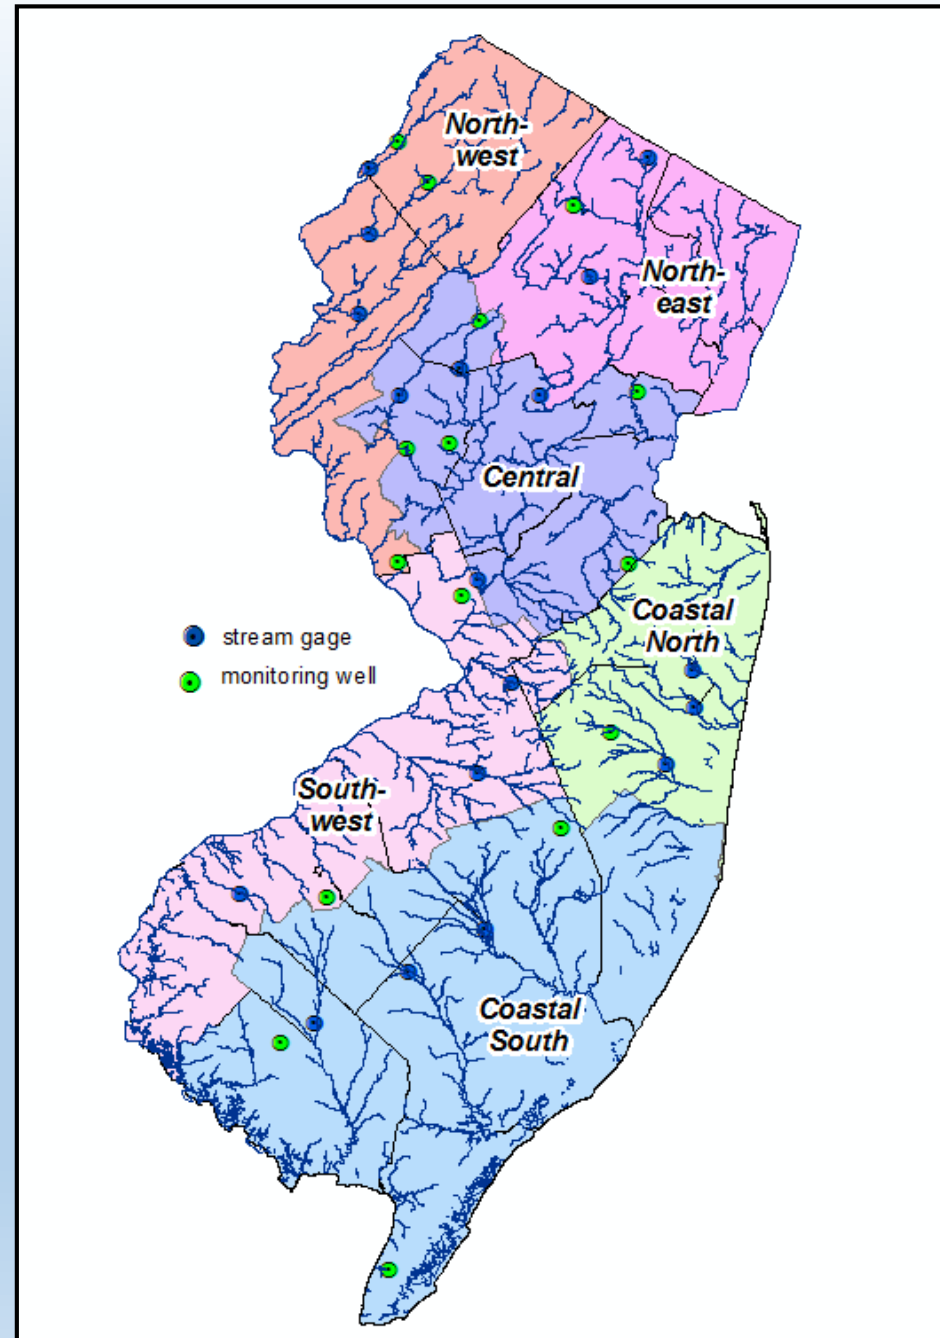 North-
west
North-
east
Central
Coastal
North
stream gage
monitoring well
South-
west
Coastal
South